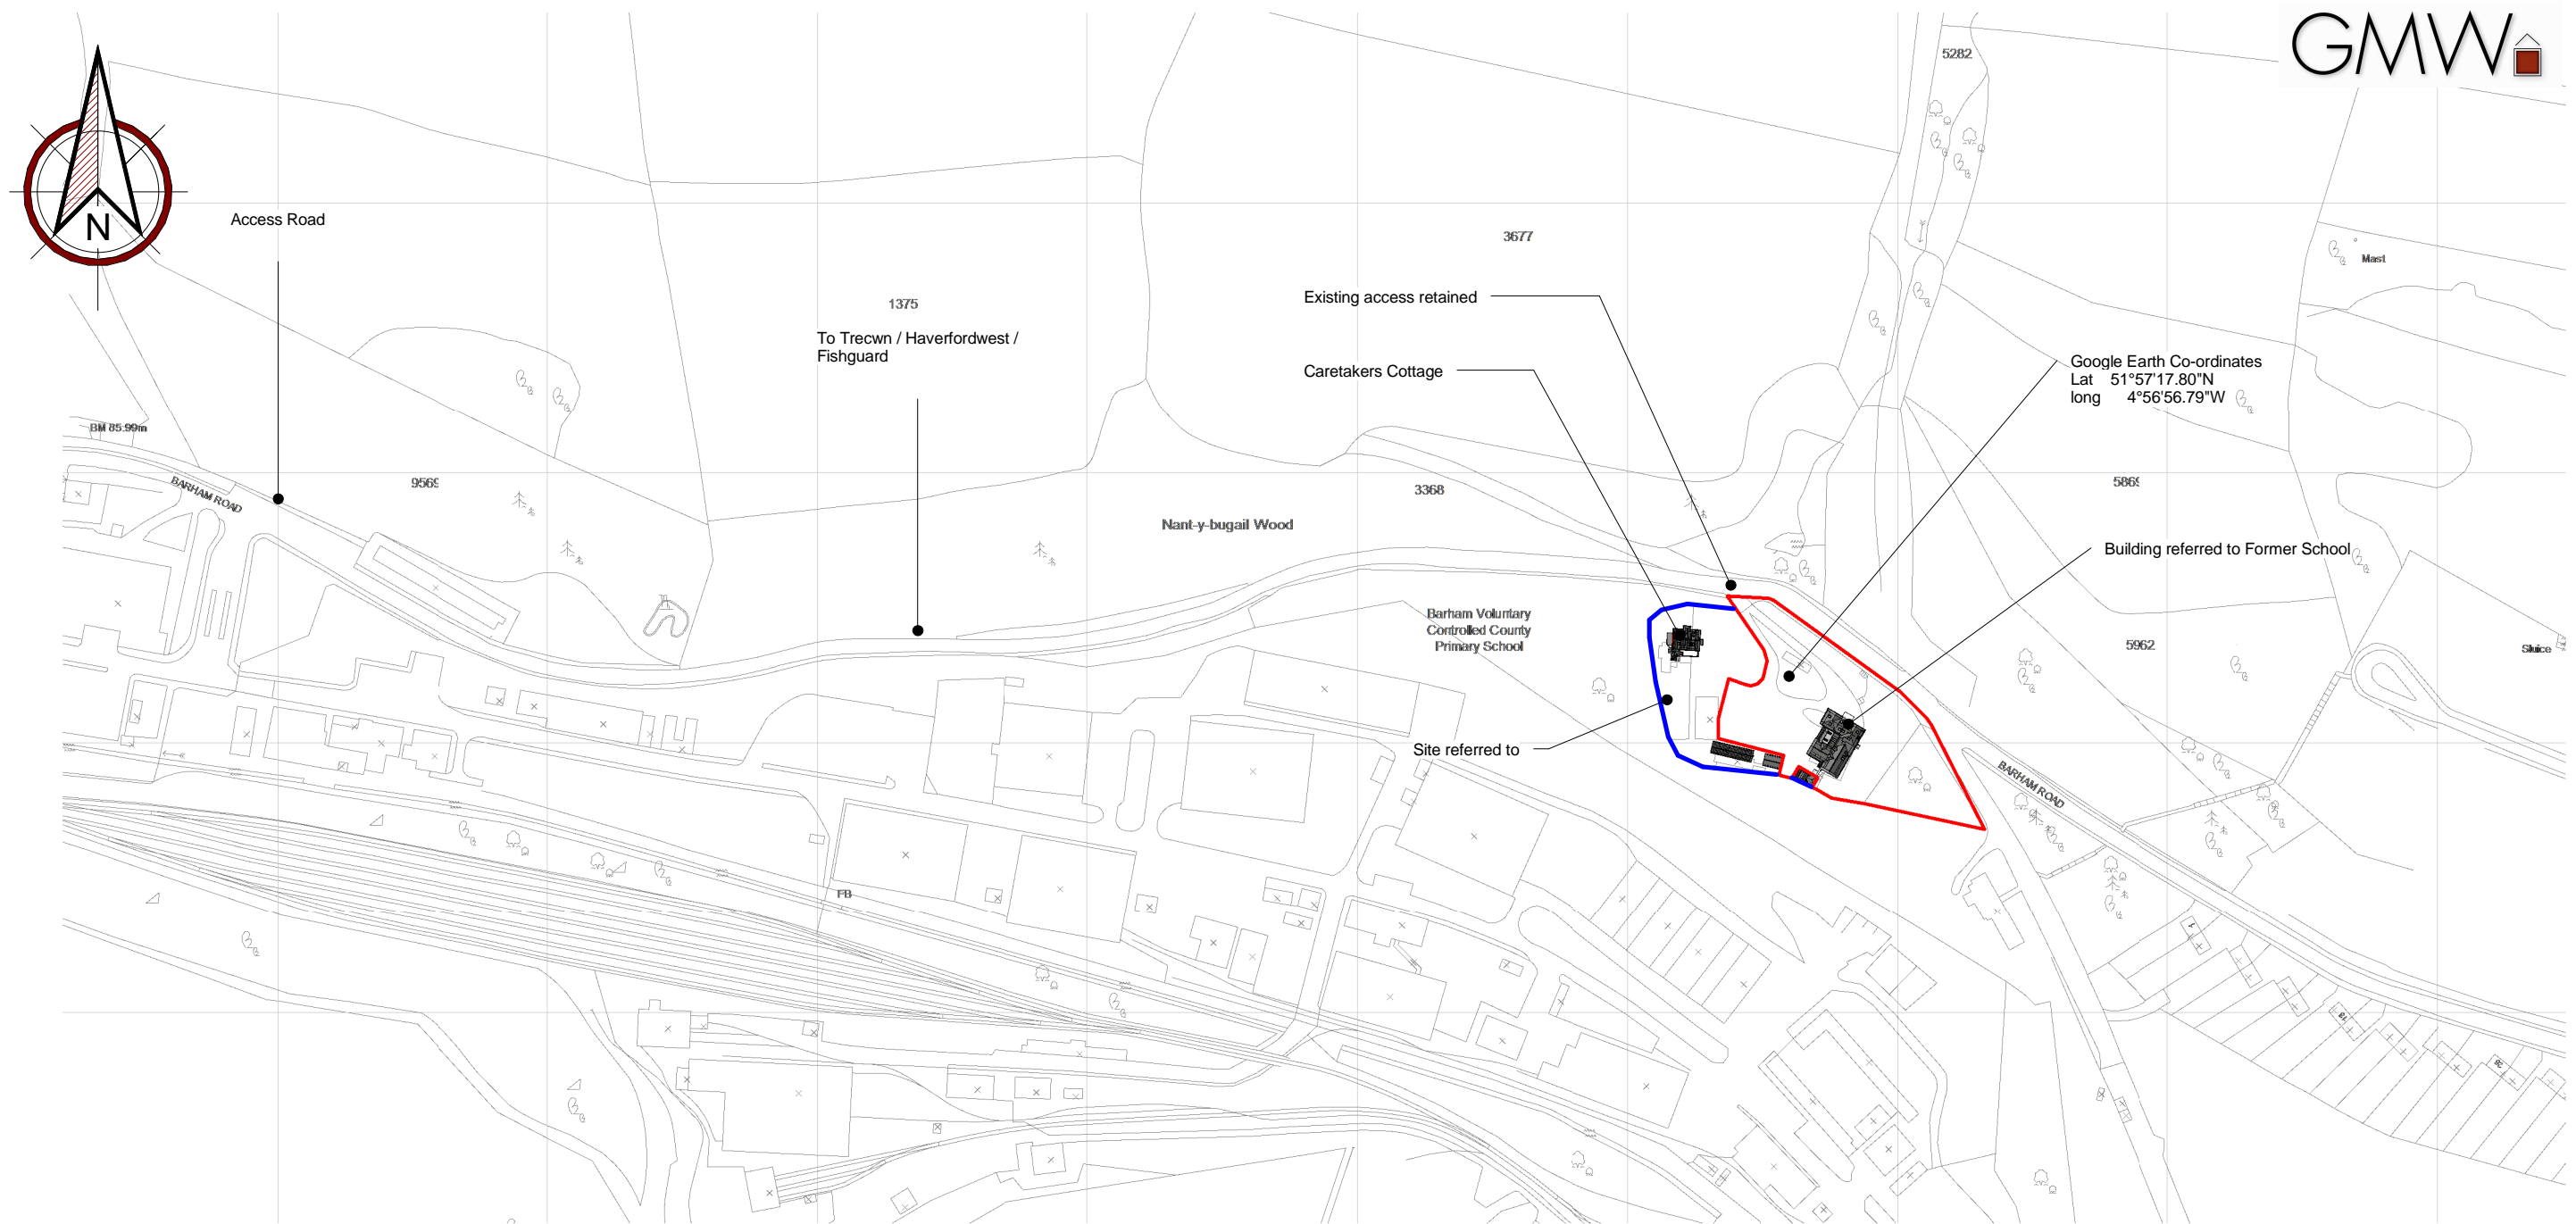 GMW
5282
N
Access Road
3677
Mast
1375
Existing access retained
To Trecwn / Haverfordwest /
Fishguard
Caretakers Cottage
Google Earth Co-ordinates
Lat 51°57'17.80"N
long 4°56'56.79"W
BM 85.99m
BARHAM ROAD
9569
3368
5869
Nant-y-bugail Wood
Building referred to Former School
Barham Voluntary
Controlled County
Primary School
5962
Sluice
Site referred to
BARHAM ROAD
FB
1